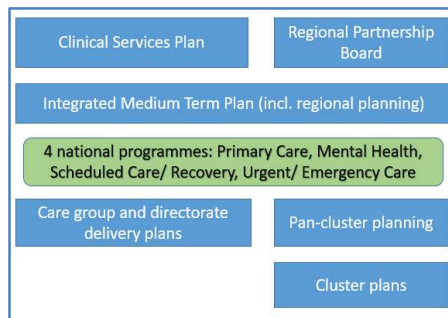 Clinical Services Plan
Regional Partnership
Board
Integrated Medium Term Plan (incl. regional planning)
4 national programmes: Primary Care, Mental Health,
Scheduled Care/ Recovery, Urgent/ Emergency Care
Care group and directorate
delivery plans
Pan-cluster planning
Cluster plans